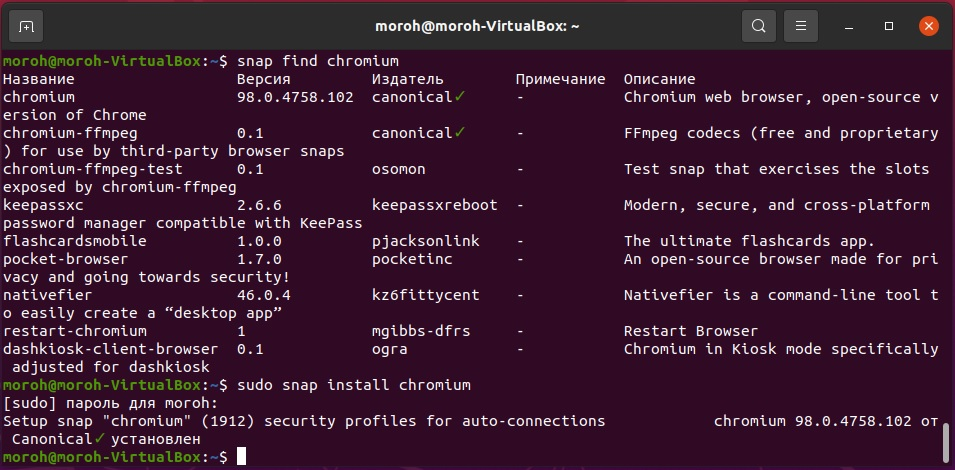 moroh@moroh-VirtualBox: ~
moroh@moroh-VirtualBox:~$ snap find chromium
Название Версия Издатель Примечание Описание
chromium 98.0.4758.102 canonical✓ - Chromium web browser, open-source v
ersion of Chrome
chromium-ffmpeg 0.1 canonical✓ - FFmpeg codecs (free and proprietary
) for use by third-party browser snaps
chromium-ffmpeg-test 0.1 osomon - Test snap that exercises the slots
exposed by chromium-ffmpeg
keepassxc 2.6.6 keepassxreboot - Modern, secure, and cross-platform
password manager compatible with KeePass
flashcardsmobile 1.0.0 pjacksonlink - The ultimate flashcards app.
pocket-browser 1.7.0 pocketinc - An open-source browser made for pri
vacy and going towards security!
nativefier 46.0.4 kz6fittycent - Nativefier is a command-line tool t
o easily create a “desktop app”
restart-chromium 1 mgibbs-dfrs - Restart Browser
dashkiosk-client-browser 0.1 ogra - Chromium in Kiosk mode specifically
adjusted for dashkiosk
moroh@moroh-VirtualBox:~$ sudo snap install chromium
[sudo] пароль для moroh:
Setup snap "chromium" (1912) security profiles for auto-connections chromium 98.0.4758.102 от
Canonical✓ установлен
moroh@moroh-VirtualBox:~$